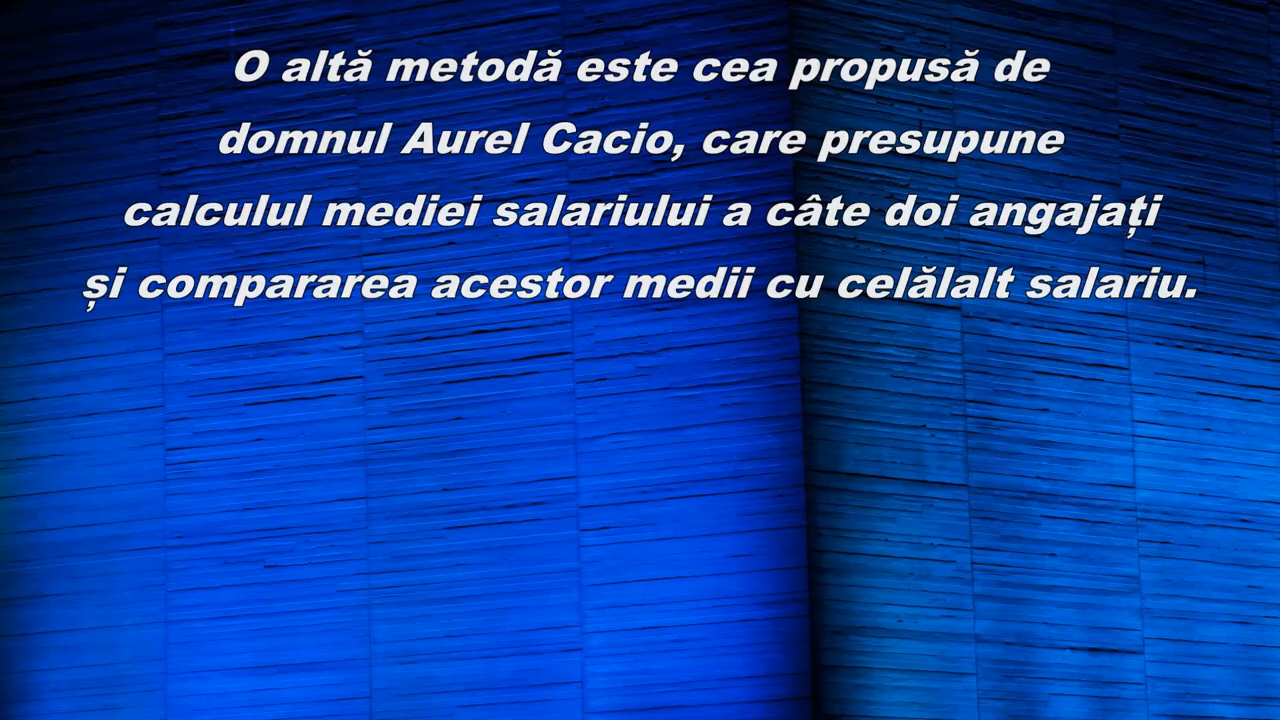 O altă metodă este cea propusă de
domnul Aurel Cacio, care presupune
calculul mediei salariului a câte doi angajați
și compararea acestor medii cu celălalt salariu.